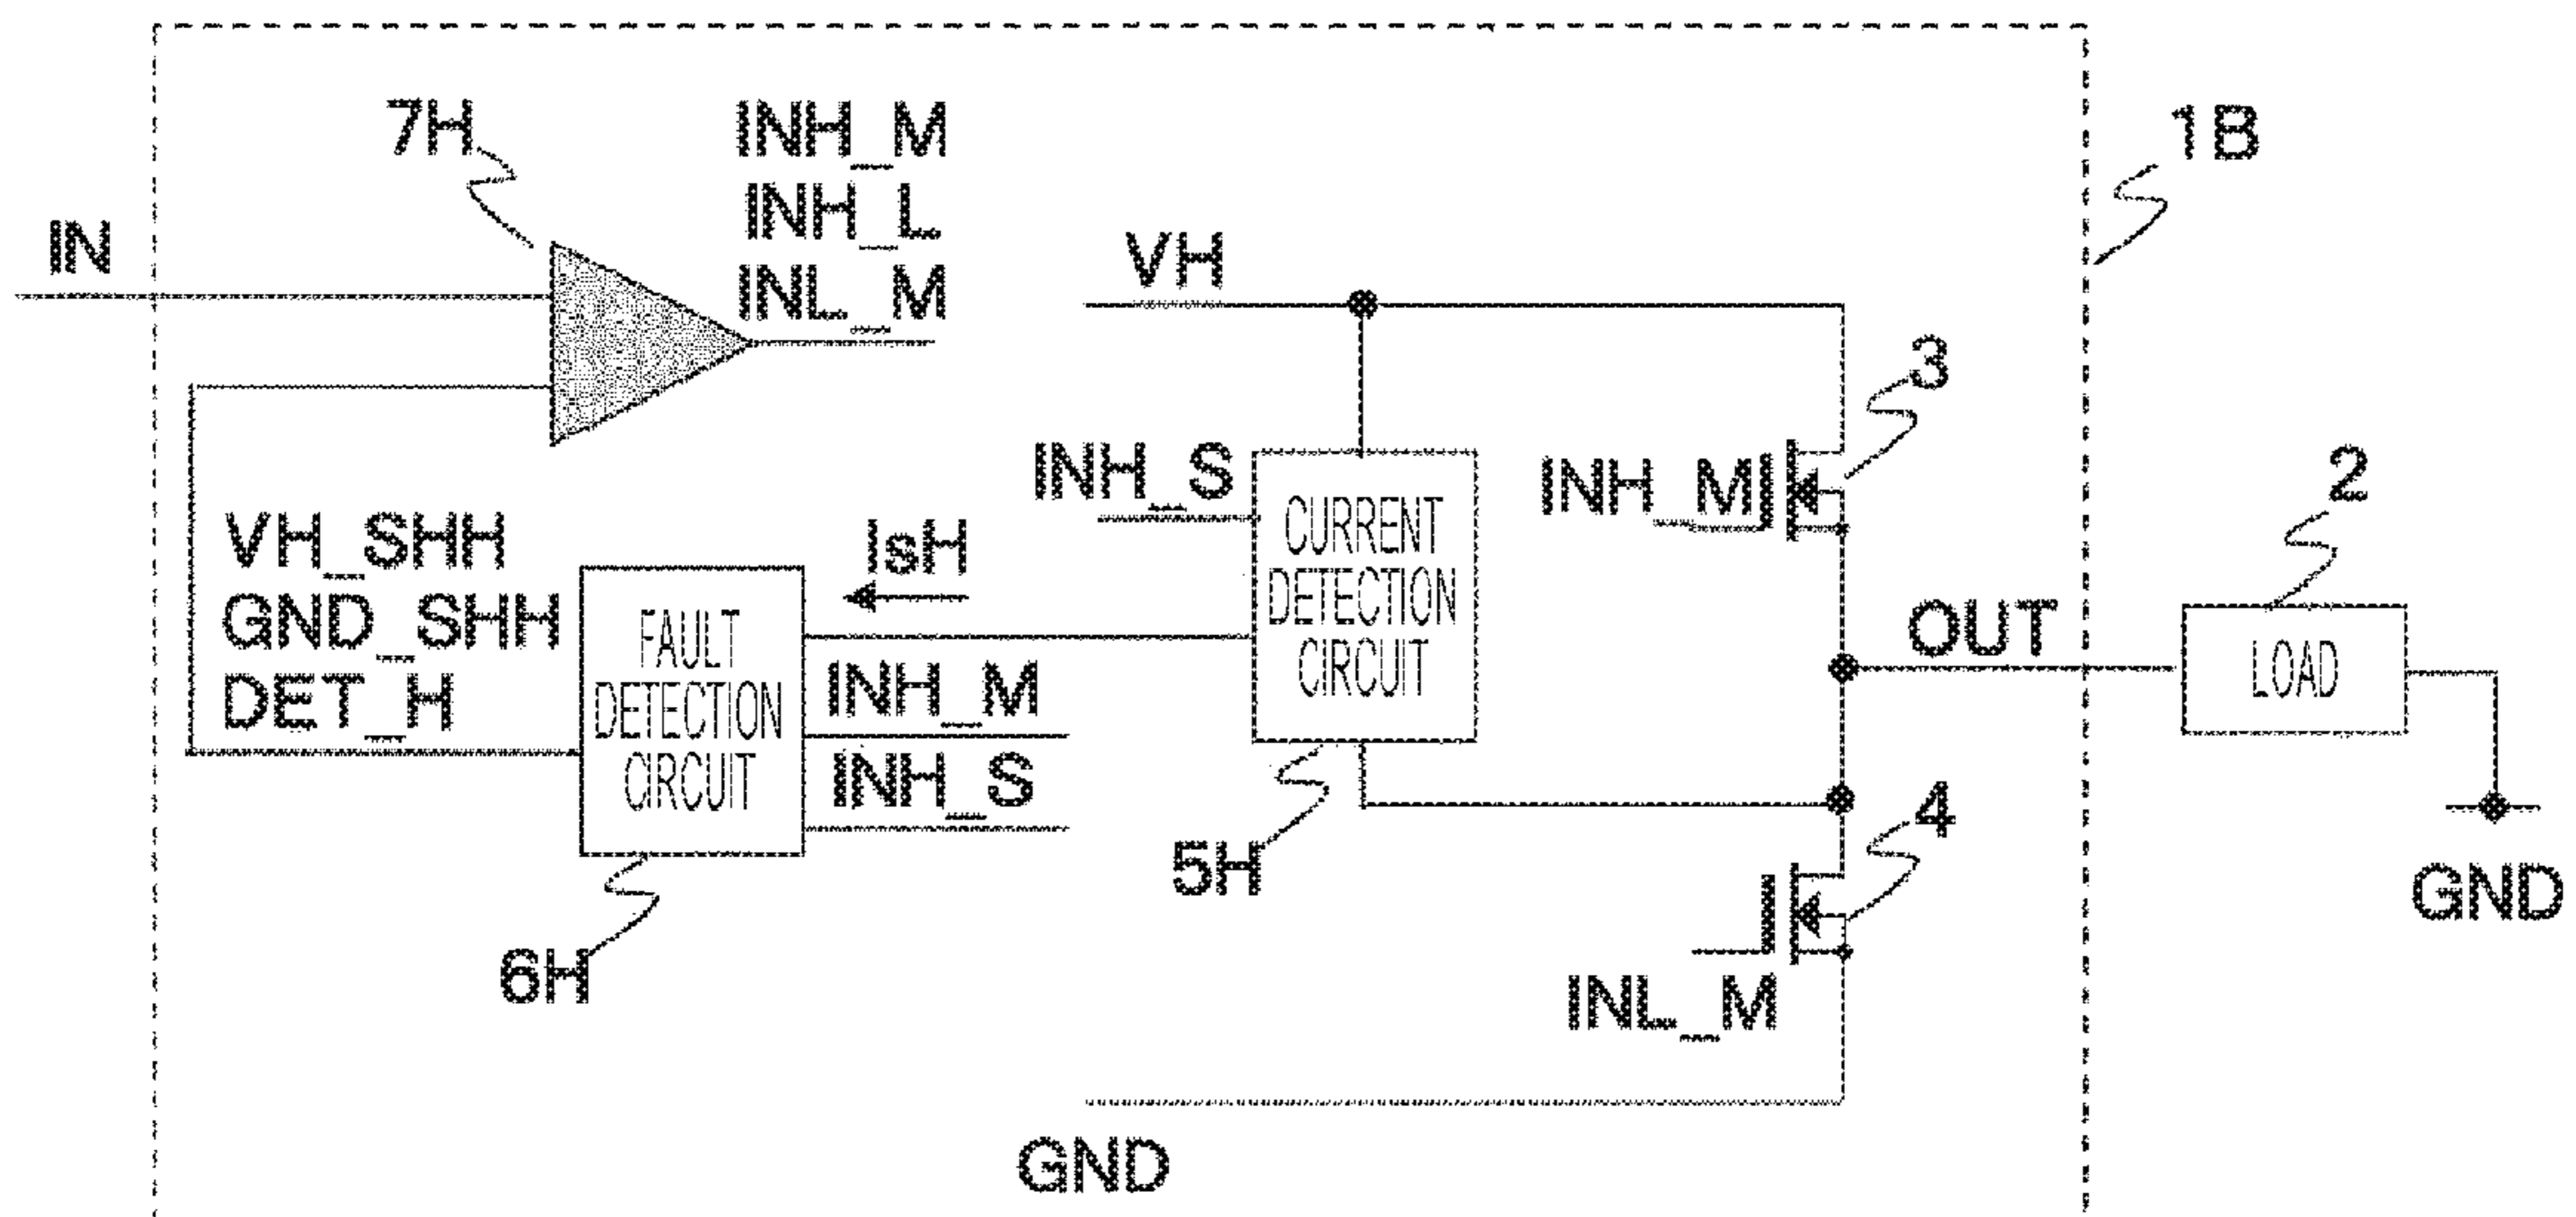 7H
INH_M
INH_L
INL_M
1B
IN
VH
3
INH_S
INH_M
2
CURRENT
DETECTION
CIRCUIT
VH_SHH
GND_SHH
DET_H
IsH
FAULT
DETECTION
CIRCUIT
INH_M
INH_S
OUT
LOAD
5H
4
6H
INL_M
GND
GND